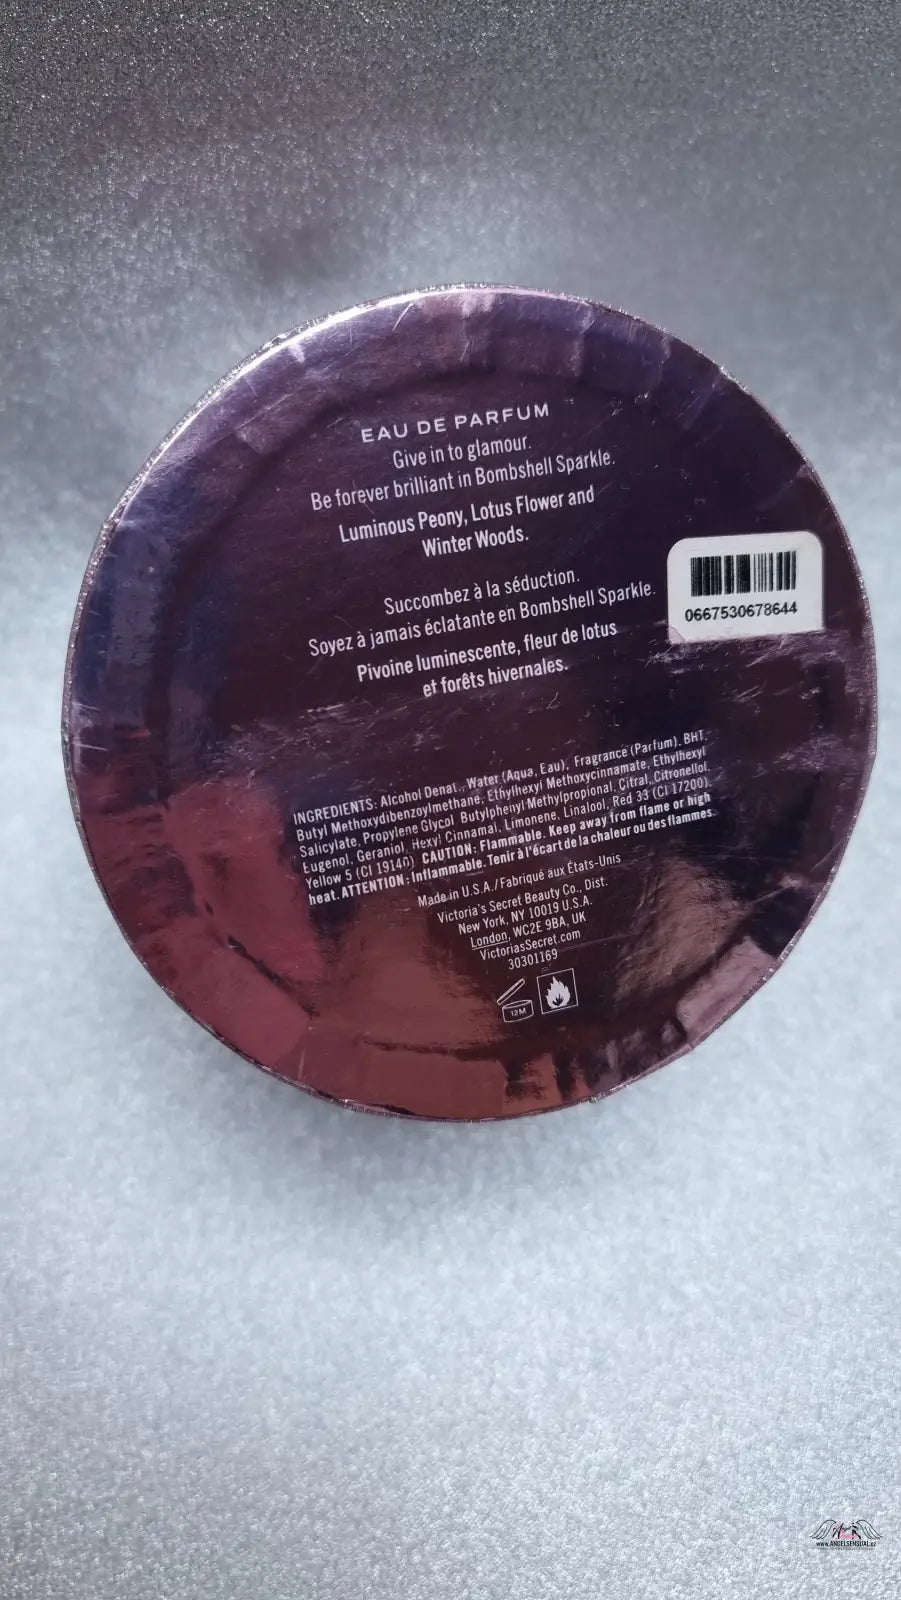 EAU DE PARFUM
Give in to glamour.
Be forever brilliant in Bombshell Sparkle.
Luminous Peony, Lotus Flower and
Winter Woods.
Succombez à la séduction.
Soyez à jamais éclatante en Bombshell Sparkle.
Pivoine luminescente, fleur de lotus
et forêts hivernales.
0667530678644
INGREDIENTS: Alcohol Denat., Water (Aqua, Eau), Fragrance (Parfum), BHT,
Butyl Methoxydibenzoylmethane, Ethylhexyl Methoxycinnamate, Ethylhexyl
Salicylate, Propylene Glycol, Butylphenyl Methylpropional, Citral, Citronellol,
Eugenol, Geraniol, Hexyl Cinnamal, Limonene, Linalool, Red 33 (CI 17200),
Yellow 5 (CI 19140). CAUTION: Flammable. Keep away from flame or high
heat. ATTENTION: Inflammable. Tenir à l'écart de la chaleur ou des flammes.
Made in U.S.A./Fabriqué aux États-Unis
Victoria's Secret Beauty Co., Dist.
New York, NY 10019 U.S.A.
London, WC2E 9BA, UK
VictoriasSecret.com
30301169
12M
www.ANGELSENSUAL.cz